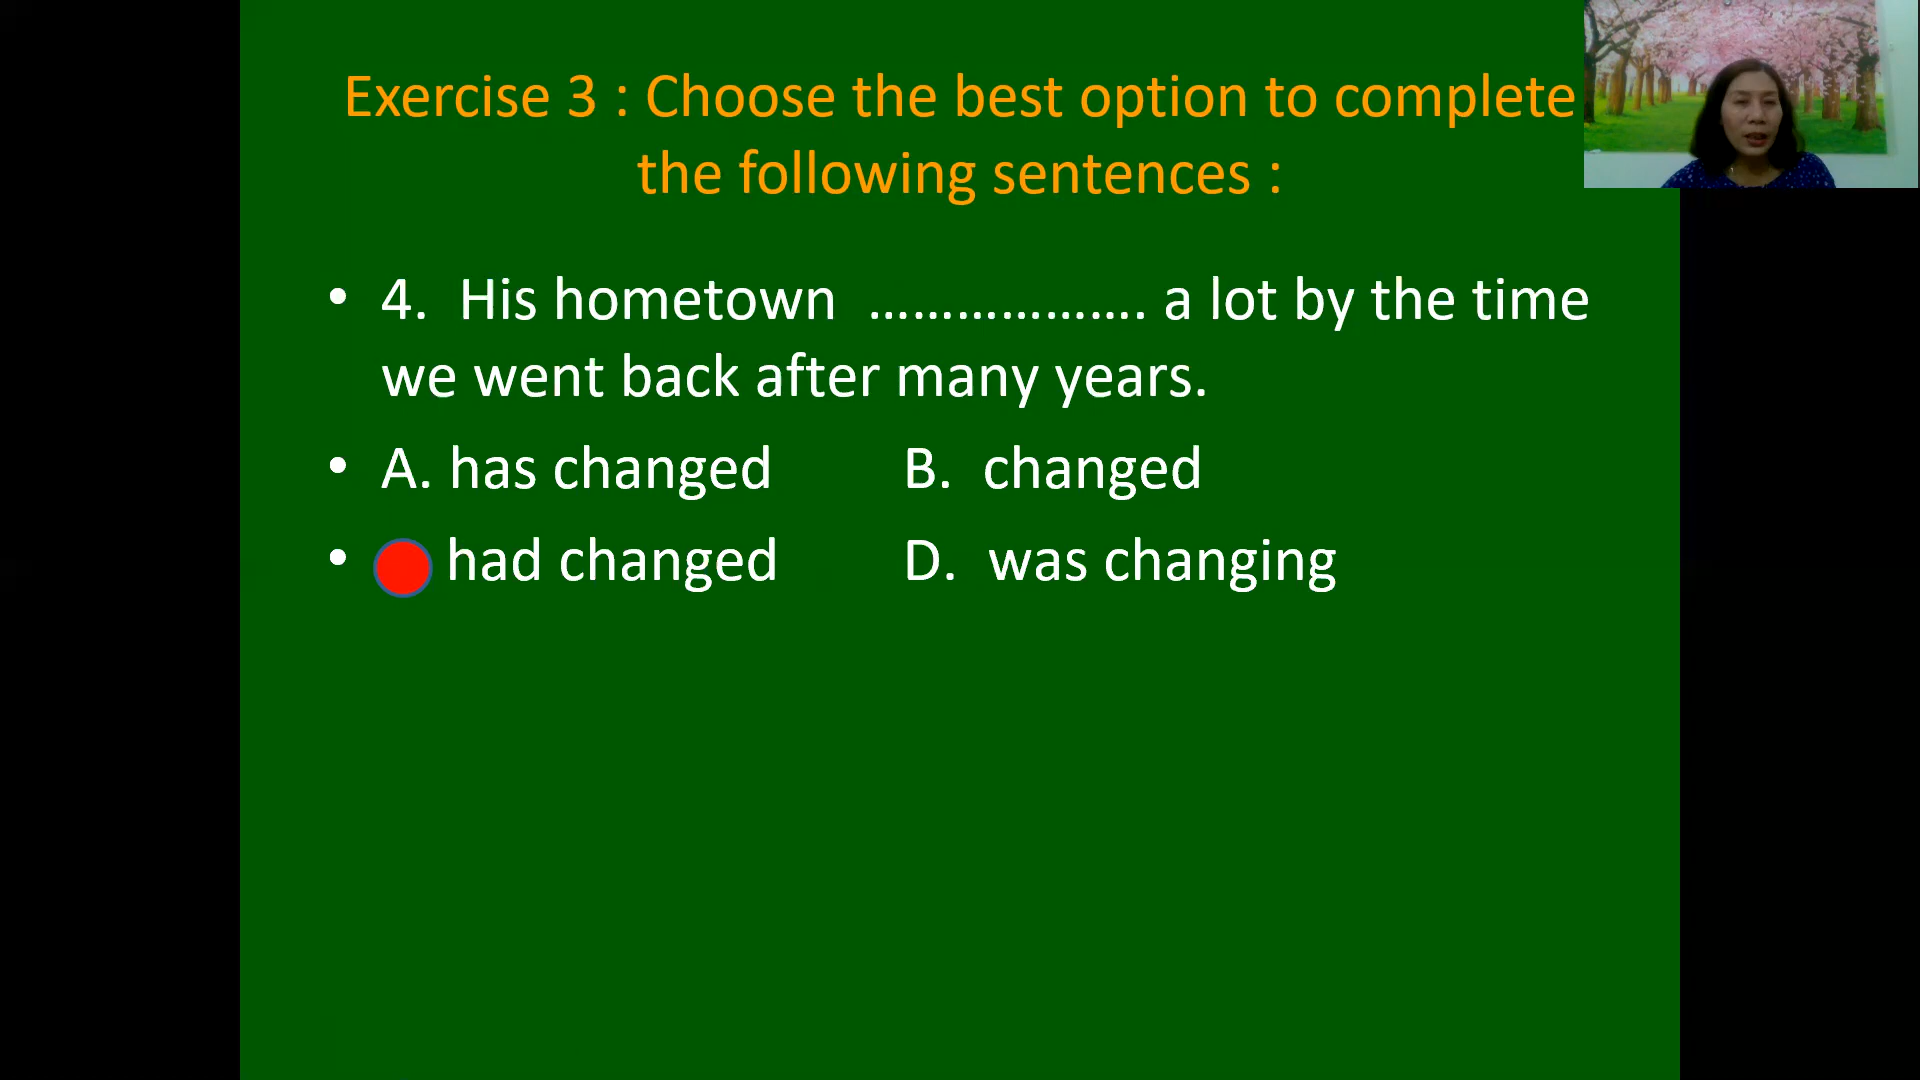 Exercise 3 : Choose the best option to complete
the following sentences :
• 4. His hometown ………………. a lot by the time
we went back after many years.
• A. has changed B. changed
• had changed D. was changing